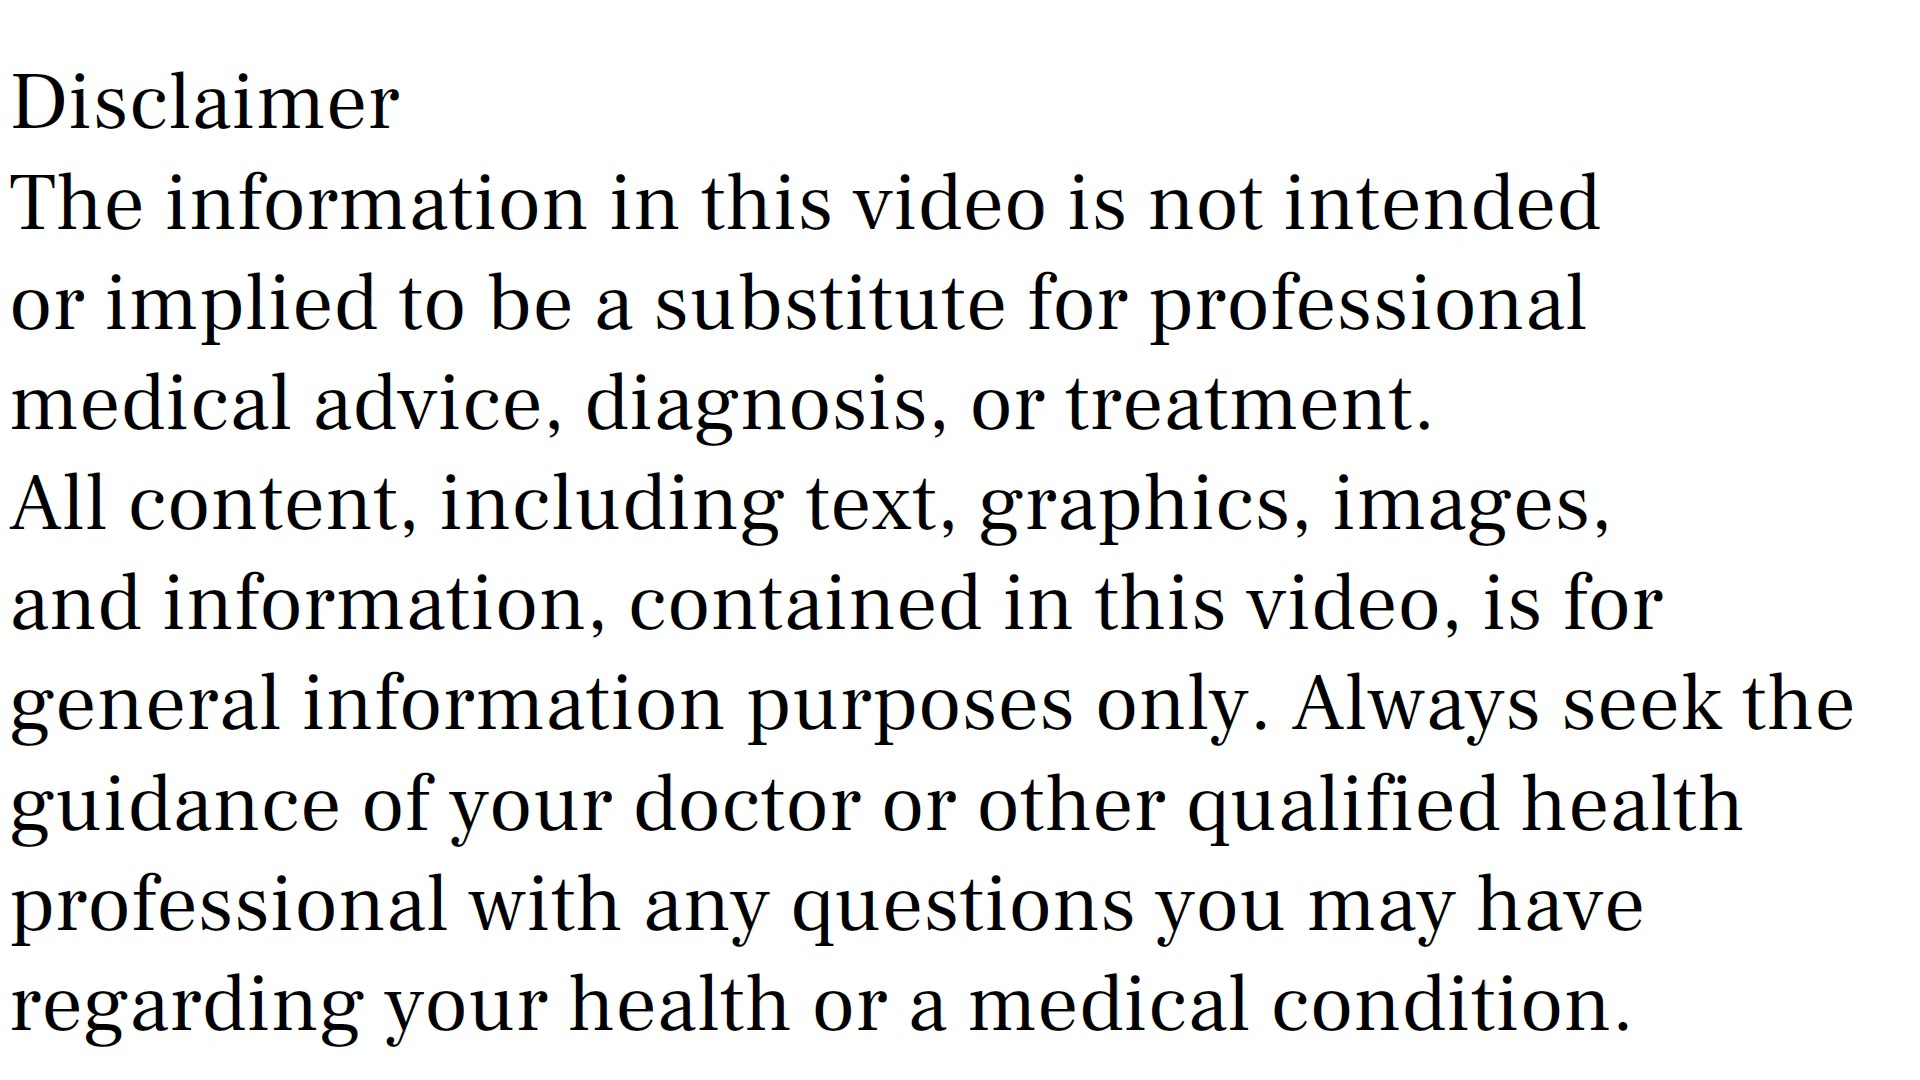 Disclaimer
The information in this video is not intended
or implied to be a substitute for professional
medical advice, diagnosis, or treatment.
All content, including text, graphics, images,
and information, contained in this video, is for
general information purposes only. Always seek the
guidance of your doctor or other qualified health
professional with any questions you may have
regarding your health or a medical condition.